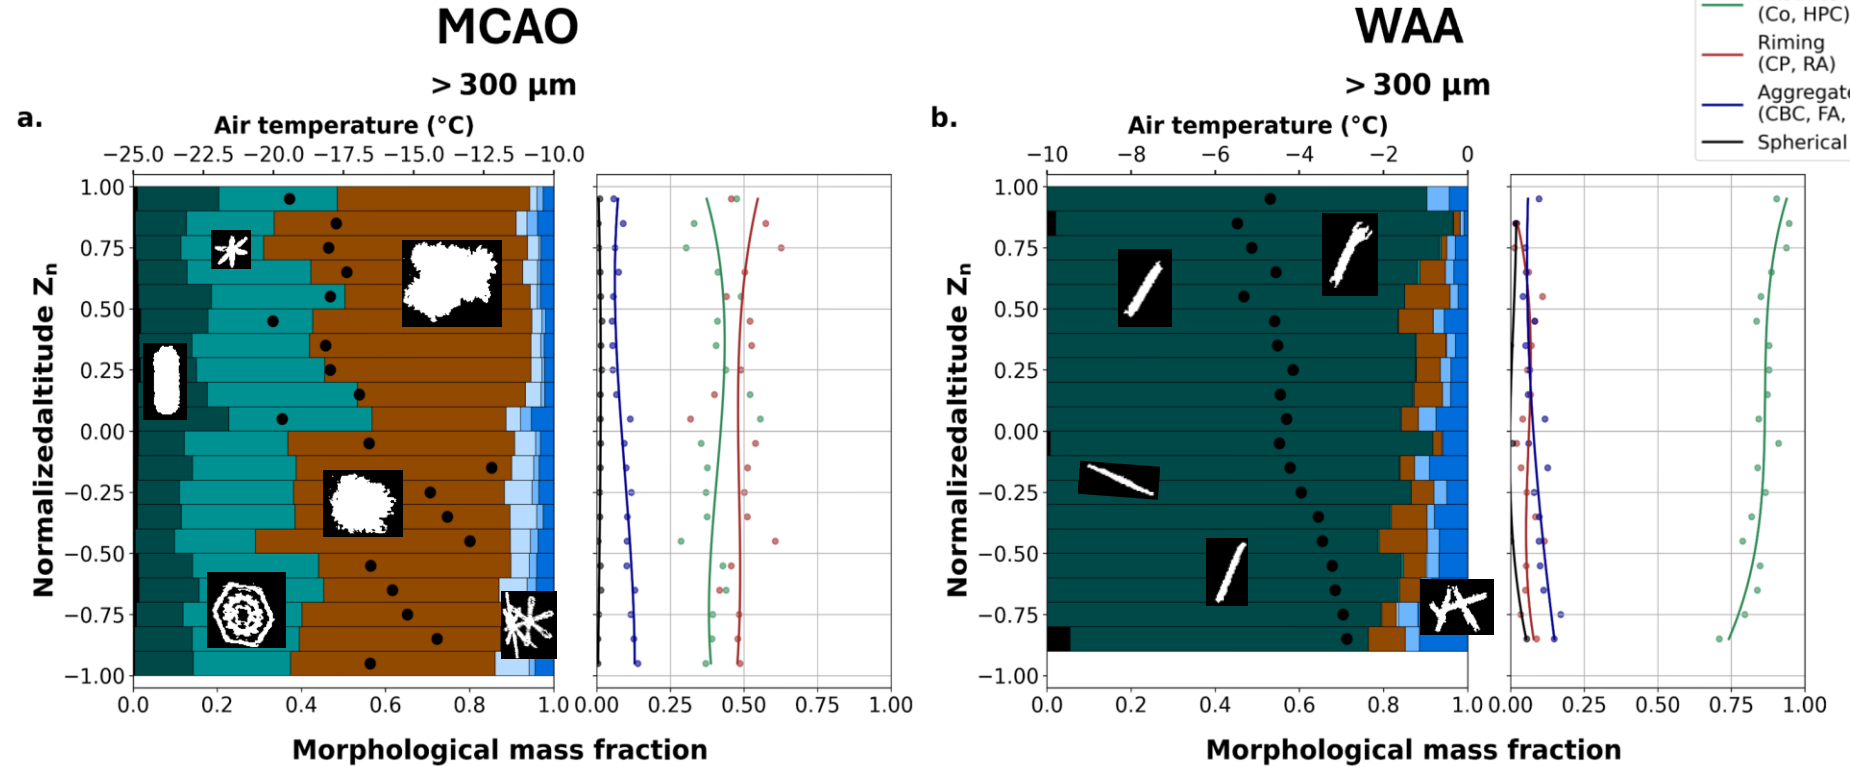 MCAO
> 300 µm
a.
Air temperature (°C)
−25.0 −22.5 −20.0 −17.5 −15.0 −12.5 −10.0
1.00
0.75
0.50
0.25
0.00
−0.25
−0.50
−0.75
−1.00
Normalizedaltitude Zn
0.0 0.2 0.4 0.6 0.8 1.0
0.00 0.25 0.50 0.75 1.00
Morphological mass fraction
WAA
> 300 µm
b.
Air temperature (°C)
−10 −8 −6 −4 −2 0
1.00
0.75
0.50
0.25
0.00
−0.25
−0.50
−0.75
−1.00
Normalizedaltitude Zn
0.0 0.2 0.4 0.6 0.8 1.0
0.00 0.25 0.50 0.75 1.00
Morphological mass fraction
(Co, HPC)
Riming
(CP, RA)
Aggregate
(CBC, FA,
Spherical